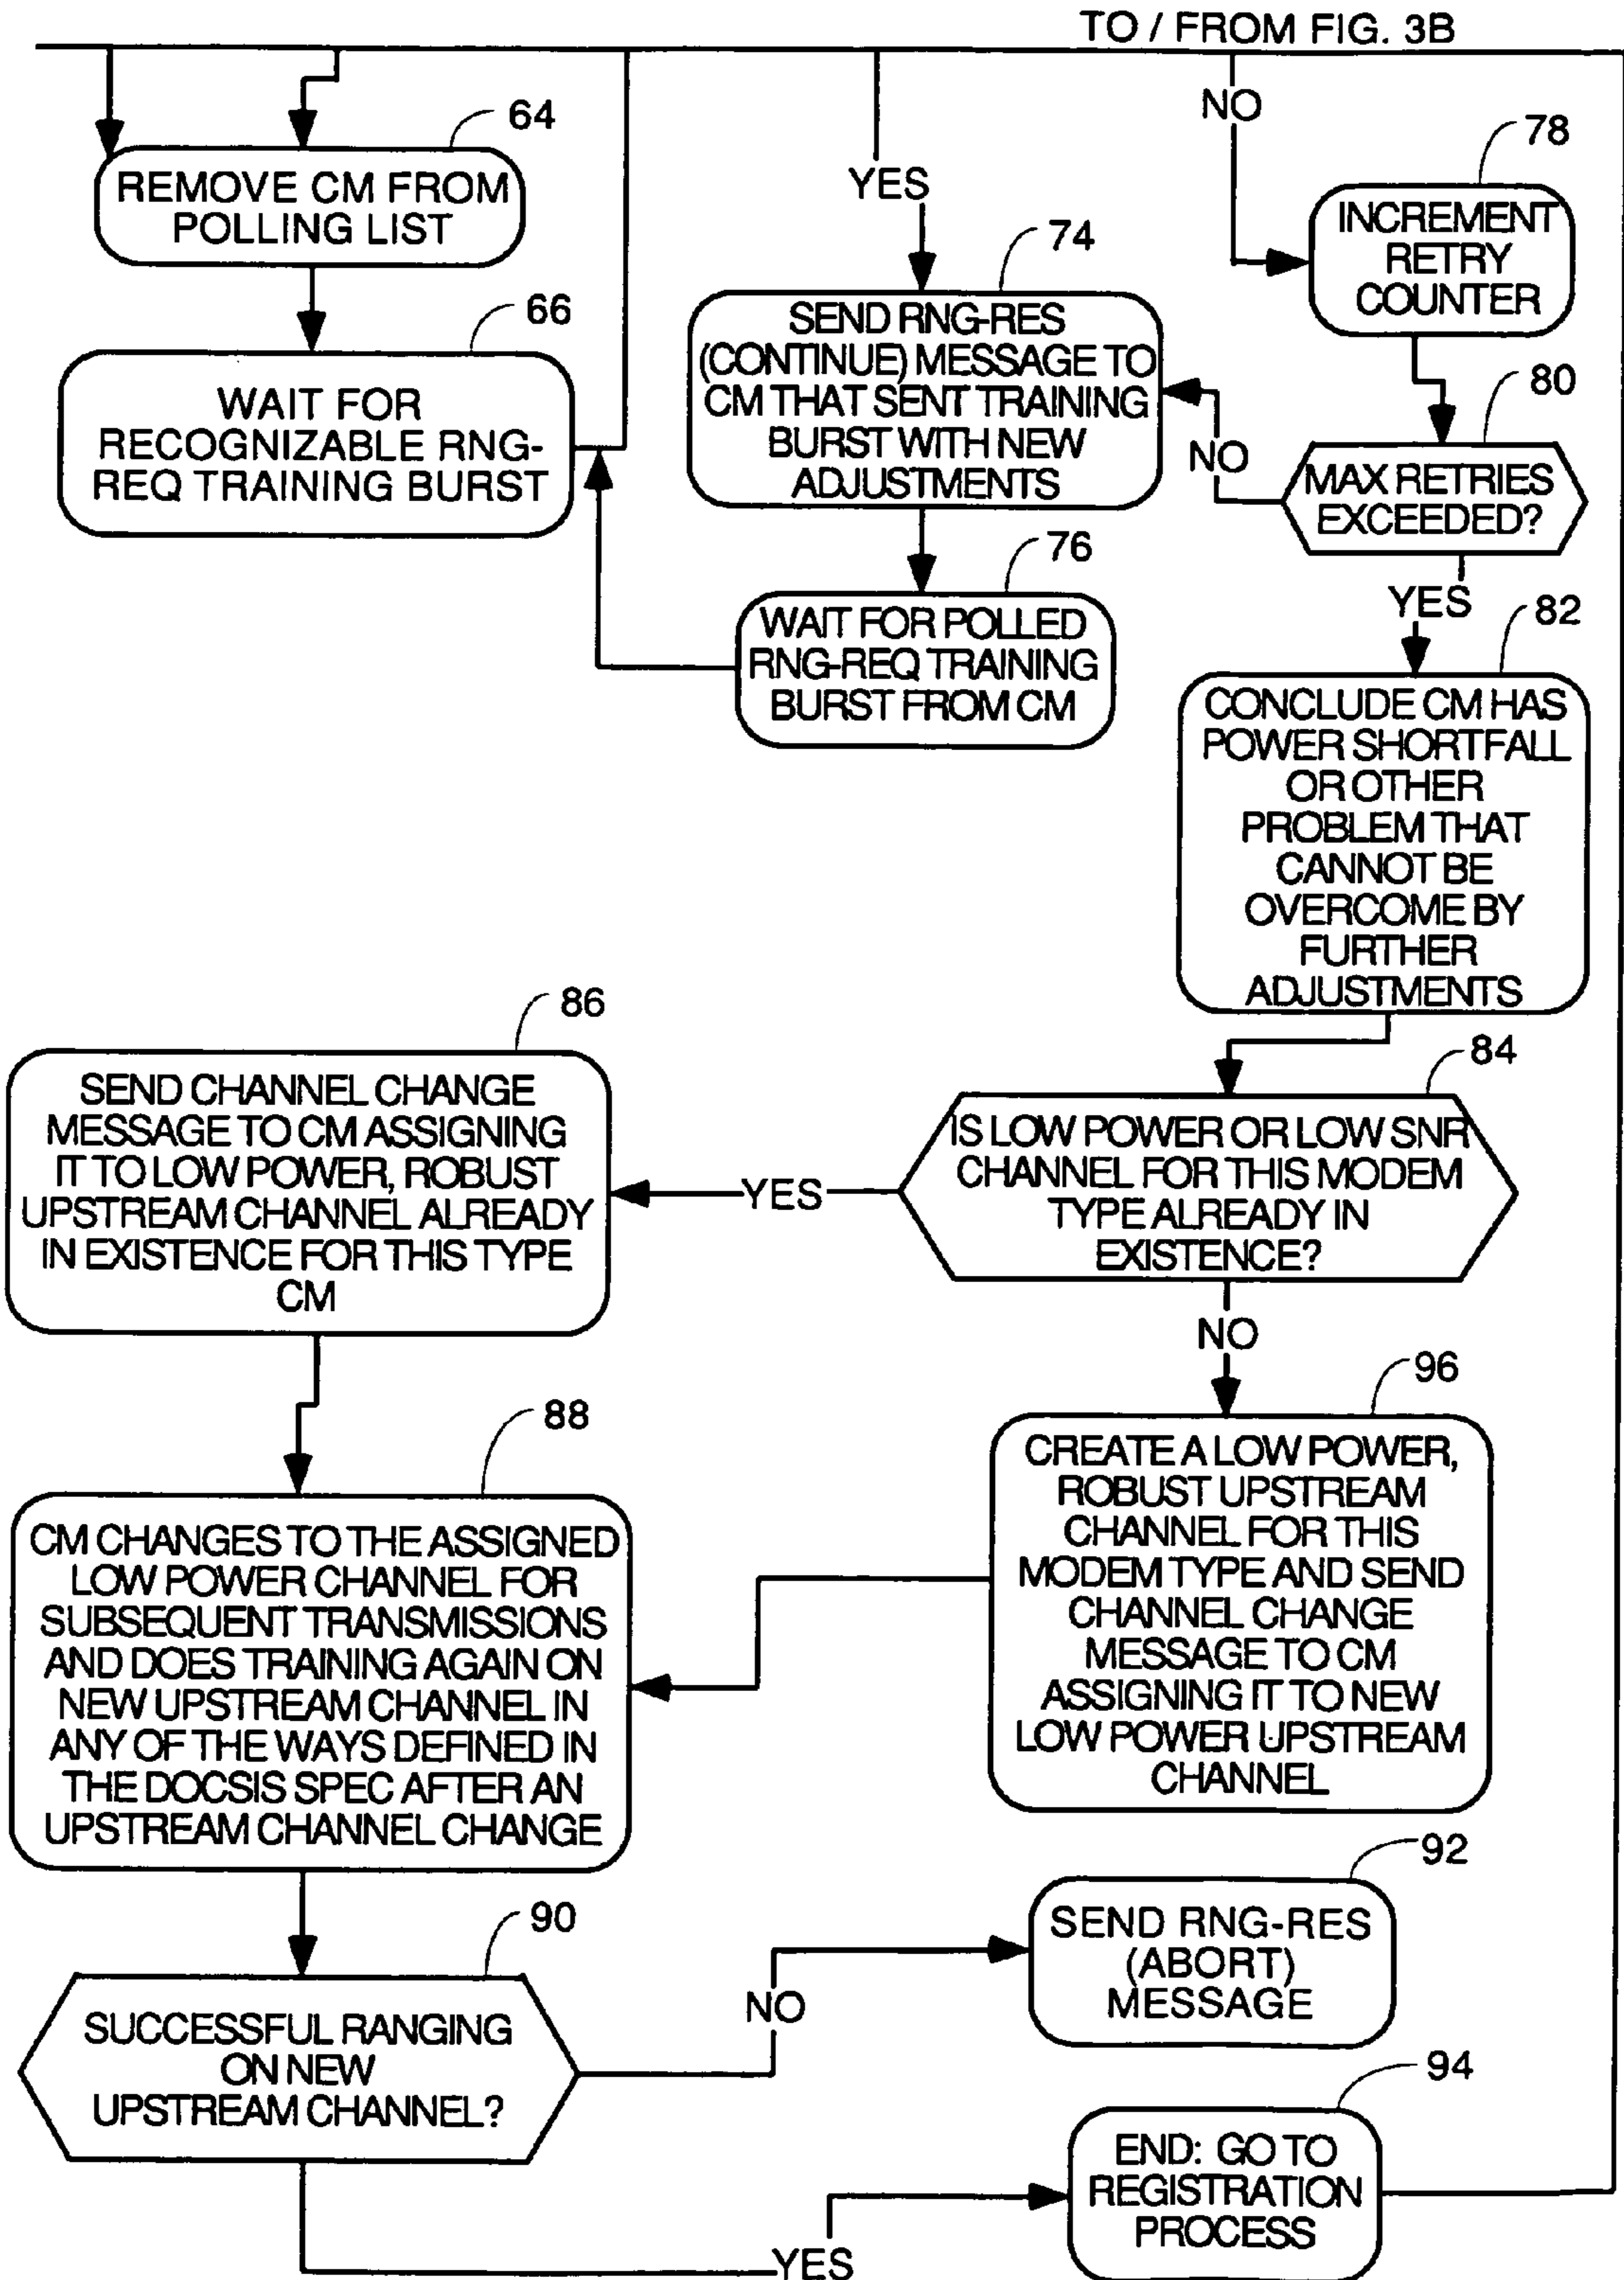 TO / FROM FIG. 3B
64
REMOVE CM FROM
POLLING LIST
66
WAIT FOR
RECOGNIZABLE RNG-
REQ TRAINING BURST
YES
74
SEND RNG-RES
(CONTINUE) MESSAGE TO
CM THAT SENT TRAINING
BURST WITH NEW
ADJUSTMENTS
76
WAIT FOR POLLED
RNG-REQ TRAINING
BURST FROM CM
NO
78
INCREMENT
RETRY
COUNTER
80
MAX RETRIES
EXCEEDED?
NO
YES
82
CONCLUDE CM HAS
POWER SHORTFALL
OR OTHER
PROBLEM THAT
CANNOT BE
OVERCOME BY
FURTHER
ADJUSTMENTS
84
IS LOW POWER OR LOW SNR
CHANNEL FOR THIS MODEM
TYPE ALREADY IN
EXISTENCE?
YES
86
SEND CHANNEL CHANGE
MESSAGE TO CM ASSIGNING
IT TO LOW POWER, ROBUST
UPSTREAM CHANNEL ALREADY
IN EXISTENCE FOR THIS TYPE
CM
NO
96
CREATE A LOW POWER,
ROBUST UPSTREAM
CHANNEL FOR THIS
MODEM TYPE AND SEND
CHANNEL CHANGE
MESSAGE TO CM
ASSIGNING IT TO NEW
LOW POWER UPSTREAM
CHANNEL
88
CM CHANGES TO THE ASSIGNED
LOW POWER CHANNEL FOR
SUBSEQUENT TRANSMISSIONS
AND DOES TRAINING AGAIN ON
NEW UPSTREAM CHANNEL IN
ANY OF THE WAYS DEFINED IN
THE DOCSIS SPEC AFTER AN
UPSTREAM CHANNEL CHANGE
90
SUCCESSFUL RANGING
ON NEW
UPSTREAM CHANNEL?
NO
92
SEND RNG-RES
(ABORT)
MESSAGE
YES
94
END: GO TO
REGISTRATION
PROCESS